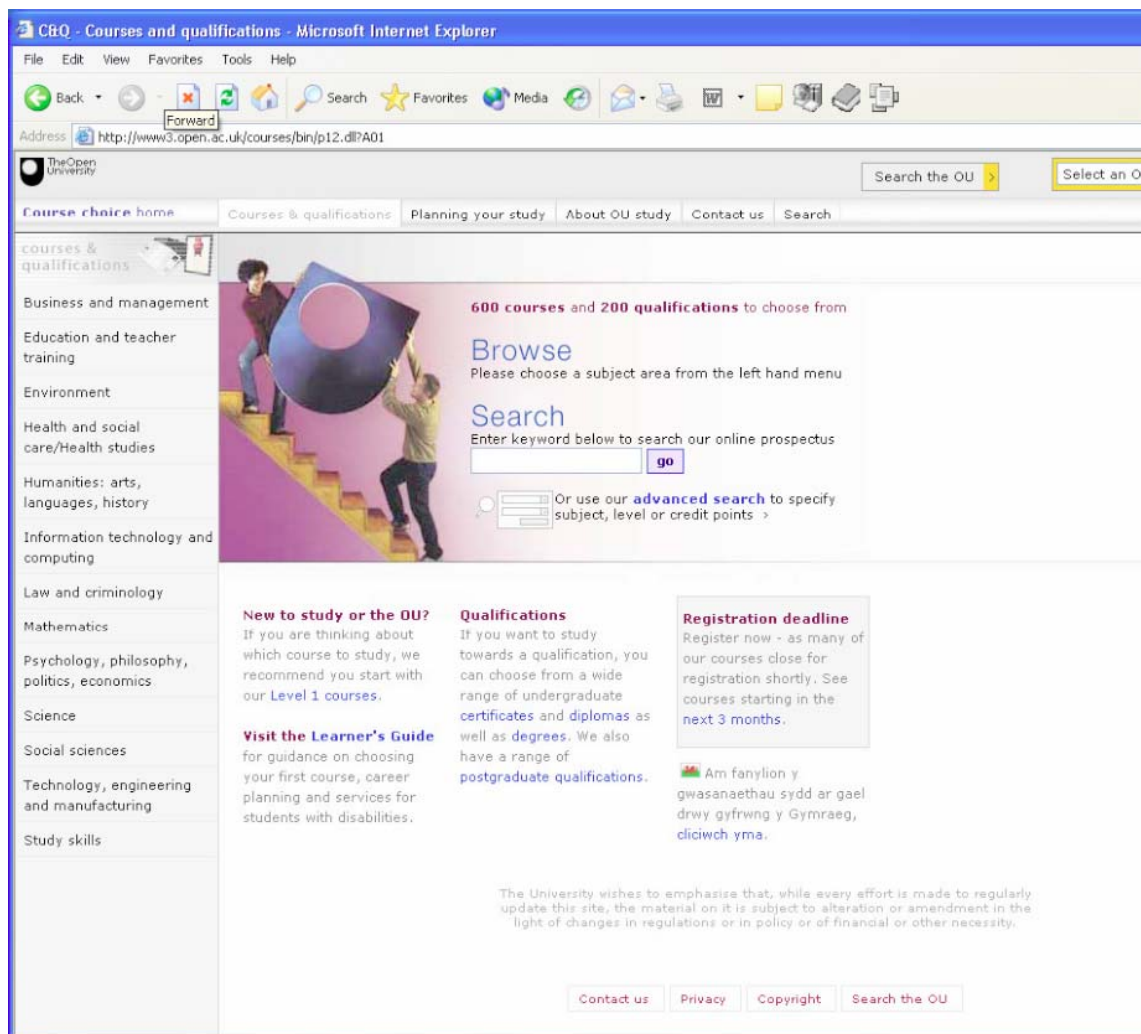 C&Q - Courses and qualifications - Microsoft Internet Explorer
File Edit View Favorites Tools Help
Back Search Favorites Media
Forward
Address http://www3.open.ac.uk/courses/bin/p12.dll?A01
The Open
University
Search the OU >
Select an O
Course choice home
Courses & qualifications Planning your study About OU study Contact us Search
courses &
qualifications
Business and management
Education and teacher
training
Environment
Health and social
care/Health studies
Humanities: arts,
languages, history
Information technology and
computing
Law and criminology
Mathematics
Psychology, philosophy,
politics, economics
Science
Social sciences
Technology, engineering
and manufacturing
Study skills
600 courses and 200 qualifications to choose from
Browse
Please choose a subject area from the left hand menu
Search
Enter keyword below to search our online prospectus
go
Or use our advanced search to specify
subject, level or credit points >
New to study or the OU?
If you are thinking about
which course to study, we
recommend you start with
our Level 1 courses.
Visit the Learner's Guide
for guidance on choosing
your first course, career
planning and services for
students with disabilities.
Qualifications
If you want to study
towards a qualification, you
can choose from a wide
range of undergraduate
certificates and diplomas as
well as degrees. We also
have a range of
postgraduate qualifications.
Registration deadline
Register now - as many of
our courses close for
registration shortly. See
courses starting in the
next 3 months.
Am fanylion y
gwasanaethau sydd ar gael
drwy gyfrwng y Gymraeg,
cliciwch yma.
The University wishes to emphasise that, while every effort is made to regularly
update this site, the material on it is subject to alteration or amendment in the
light of changes in regulations or in policy or of financial or other necessity.
Contact us Privacy Copyright Search the OU